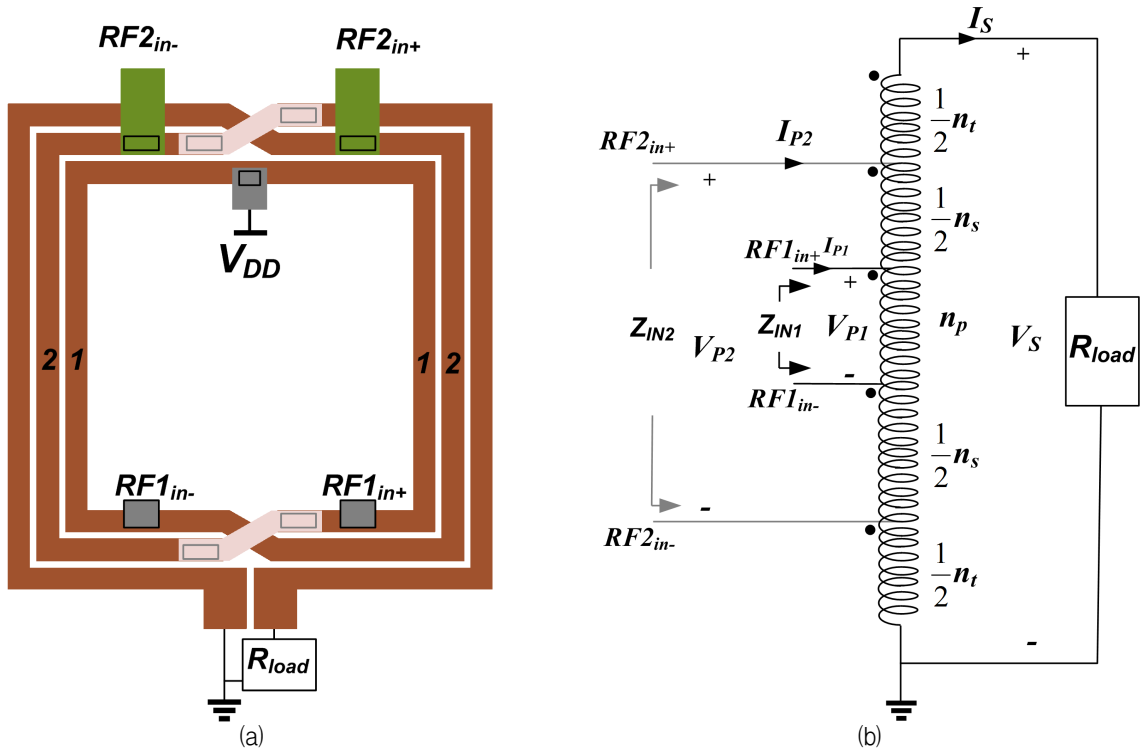 RF2in-
RF2in+
VDD
2
1
1
2
RF1in-
RF1in+
Rload
(a)
IS
+
1/2 nt
RF2in+
IP2
+
1/2 ns
RF1in+
IP1
+
ZIN2
VP2
ZIN1
VP1
np
VS
Rload
-
RF1in-
1/2 ns
-
RF2in-
1/2 nt
-
(b)